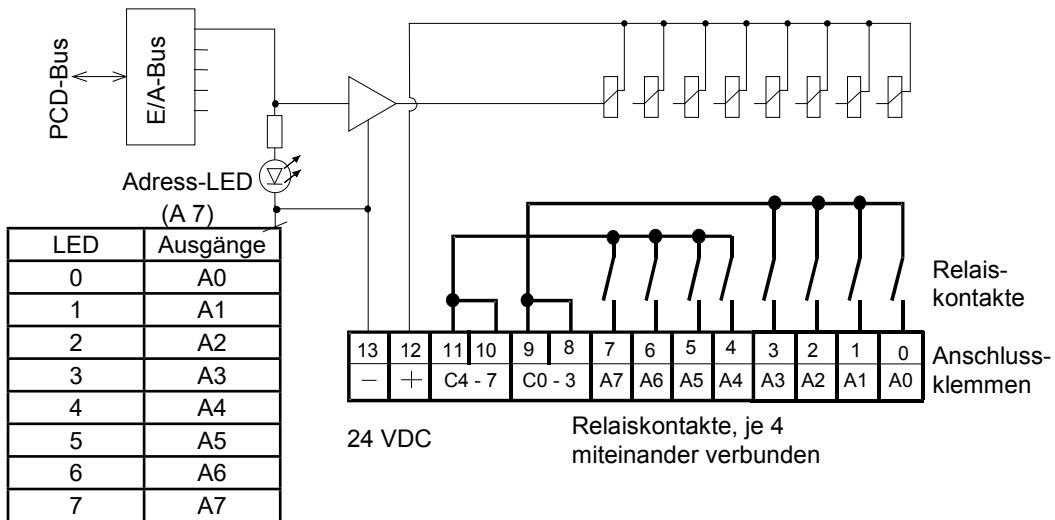 PCD-Bus
E/A-Bus
Adress-LED
(A 7)
LED Ausgänge
0 A0
1 A1
2 A2
3 A3
4 A4
5 A5
6 A6
7 A7
Relais-
kontakte
13 12 11 10 9 8 7 6 5 4 3 2 1 0
− + C4 - 7 C0 - 3 A7 A6 A5 A4 A3 A2 A1 A0
Anschluss-
klemmen
24 VDC
Relaiskontakte, je 4
miteinander verbunden